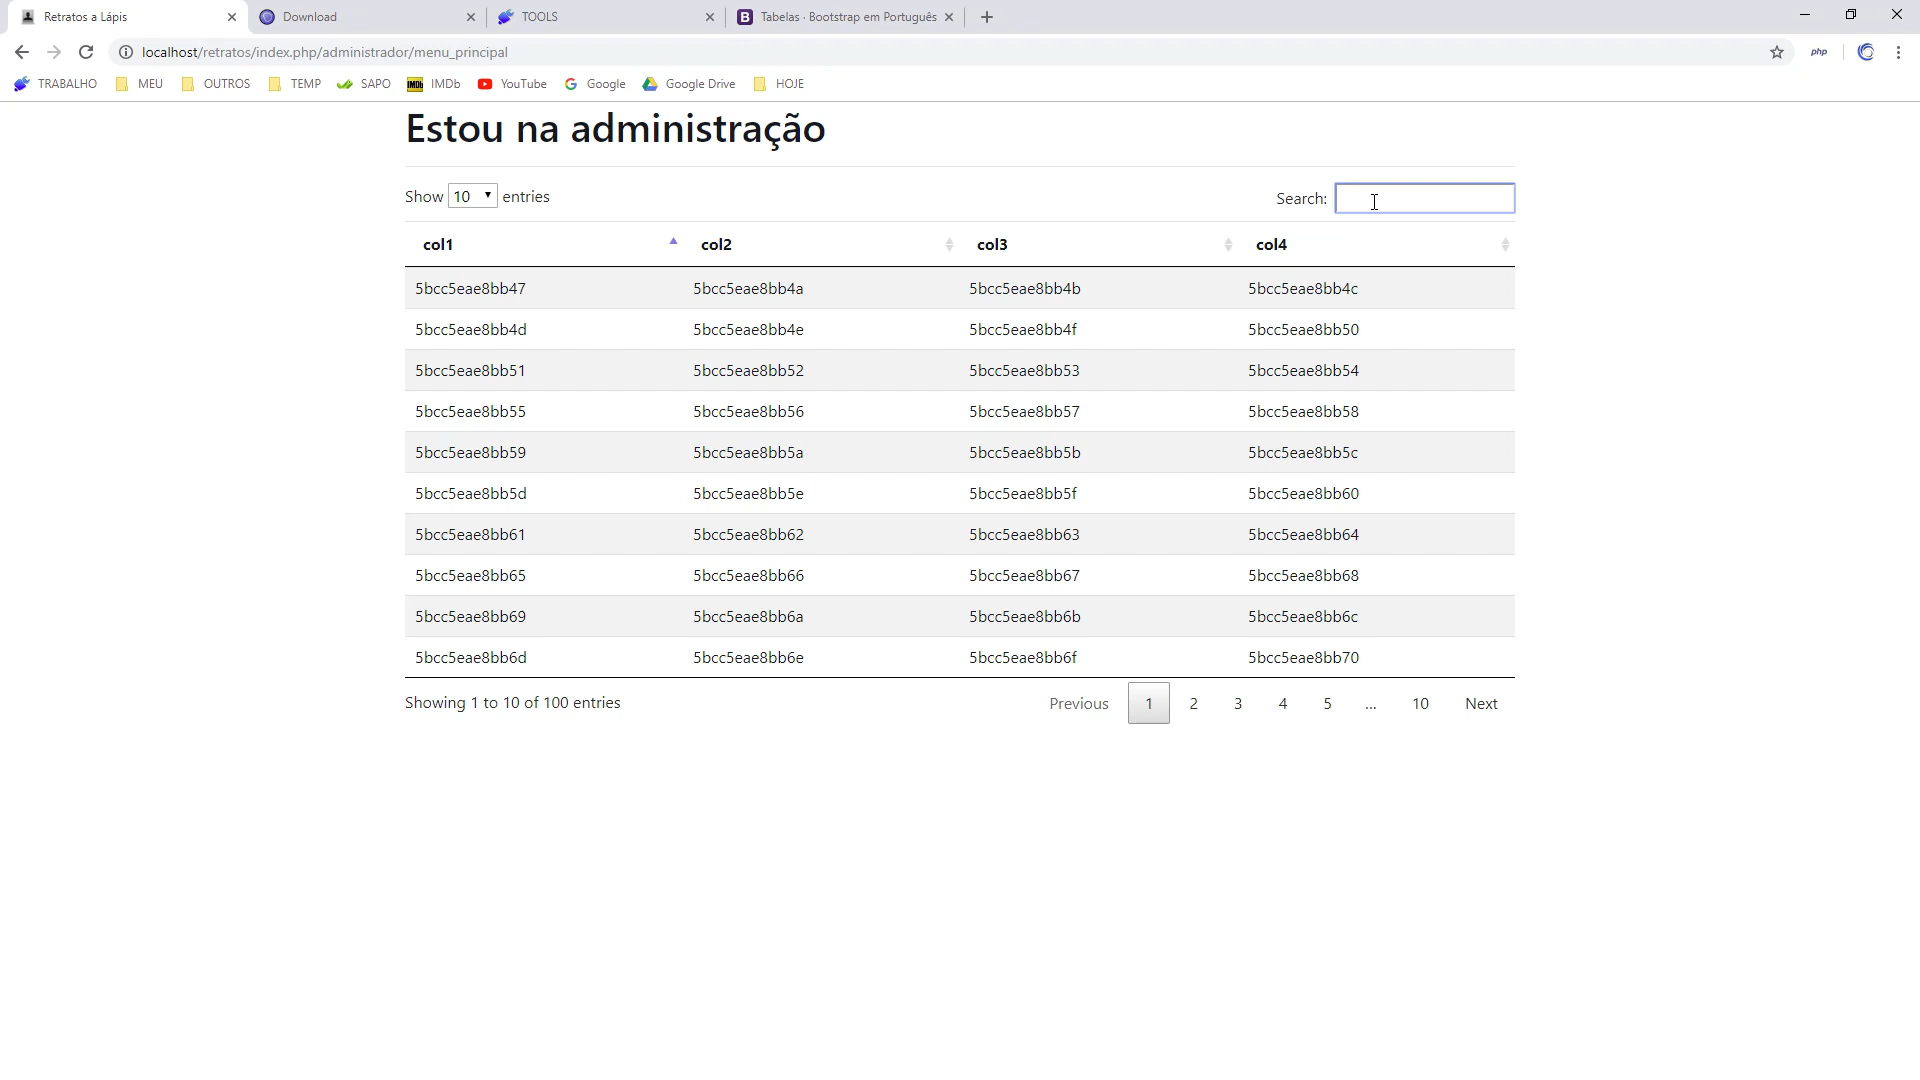 Retratos a Lápis
Download
TOOLS
Tabelas · Bootstrap em Português
localhost/retratos/index.php/administrador/menu_principal
php
TRABALHO
MEU
OUTROS
TEMP
SAPO
IMDb IMDb
YouTube
Google
Google Drive
HOJE
Estou na administração
Show 10 entries
Search:
col1 col2 col3 col4
5bcc5eae8bb47 5bcc5eae8bb4a 5bcc5eae8bb4b 5bcc5eae8bb4c
5bcc5eae8bb4d 5bcc5eae8bb4e 5bcc5eae8bb4f 5bcc5eae8bb50
5bcc5eae8bb51 5bcc5eae8bb52 5bcc5eae8bb53 5bcc5eae8bb54
5bcc5eae8bb55 5bcc5eae8bb56 5bcc5eae8bb57 5bcc5eae8bb58
5bcc5eae8bb59 5bcc5eae8bb5a 5bcc5eae8bb5b 5bcc5eae8bb5c
5bcc5eae8bb5d 5bcc5eae8bb5e 5bcc5eae8bb5f 5bcc5eae8bb60
5bcc5eae8bb61 5bcc5eae8bb62 5bcc5eae8bb63 5bcc5eae8bb64
5bcc5eae8bb65 5bcc5eae8bb66 5bcc5eae8bb67 5bcc5eae8bb68
5bcc5eae8bb69 5bcc5eae8bb6a 5bcc5eae8bb6b 5bcc5eae8bb6c
5bcc5eae8bb6d 5bcc5eae8bb6e 5bcc5eae8bb6f 5bcc5eae8bb70
Showing 1 to 10 of 100 entries
Previous 1 2 3 4 5 ... 10 Next